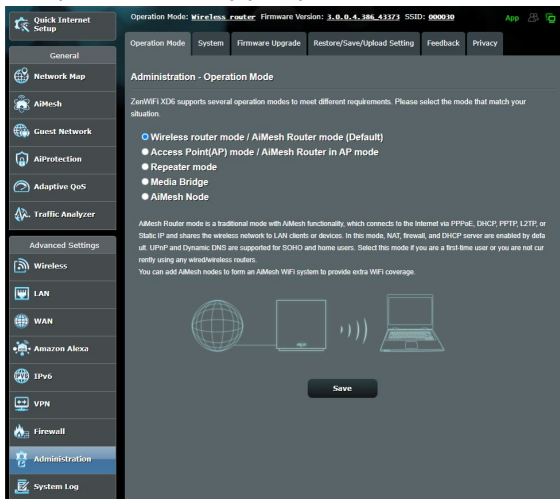 Quick Internet
Setup
Operation Mode: Wireless router Firmware Version: 3.0.0.4.386_43373 SSID: 000030
App
Operation Mode
System
Firmware Upgrade
Restore/Save/Upload Setting
Feedback
Privacy
General
Network Map
AiMesh
Guest Network
AiProtection
Adaptive QoS
Traffic Analyzer
Advanced Settings
Wireless
LAN
WAN
Amazon Alexa
IPv6
VPN
Firewall
Administration
System Log
Administration - Operation Mode
ZenWiFi XD6 supports several operation modes to meet different requirements. Please select the mode that match your
situation.
Wireless router mode / AiMesh Router mode (Default)
Access Point(AP) mode / AiMesh Router in AP mode
Repeater mode
Media Bridge
AiMesh Node
AiMesh Router mode is a traditional mode with AiMesh functionality, which connects to the Internet via PPPoE, DHCP, PPTP, L2TP, or
Static IP and shares the wireless network to LAN clients or devices. In this mode, NAT, firewall, and DHCP server are enabled by defa
ult. UPnP and Dynamic DNS are supported for SOHO and home users. Select this mode if you are a first-time user or you are not cur
rently using any wired/wireless routers.
You can add AiMesh nodes to form an AiMesh WiFi system to provide extra WiFi coverage.
Save